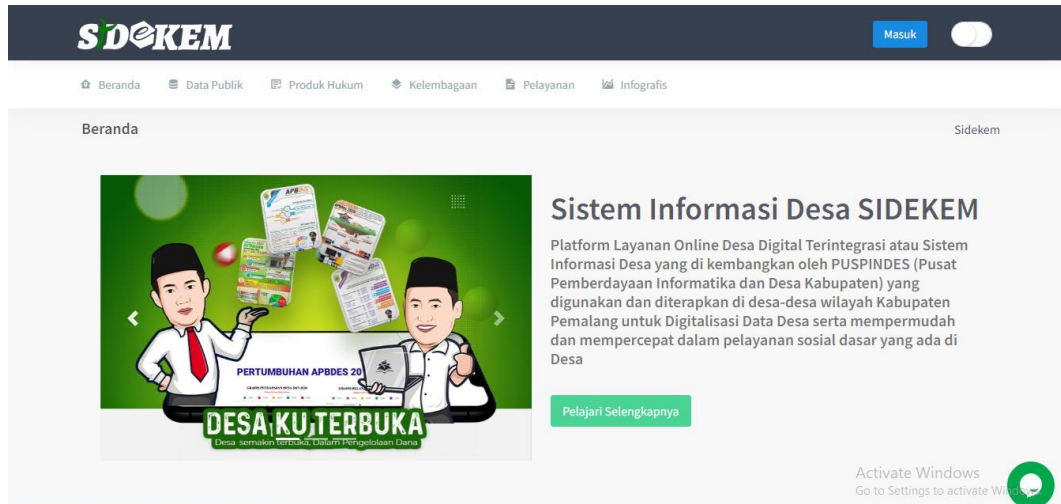 SIDeKEM
Masuk
Beranda
Data Publik
Produk Hukum
Kelembagaan
Pelayanan
Infografis
Beranda
Sidekem
APBDes
PERTUMBUHAN APBDES 20
DESA KU TERBUKA
Desa semakin terbuka, Dalam Pengelolaan Dana
Sistem Informasi Desa SIDEKEM
Platform Layanan Online Desa Digital Terintegrasi atau Sistem
Informasi Desa yang di kembangkan oleh PUSPINDES (Pusat
Pemberdayaan Informatika dan Desa Kabupaten) yang
digunakan dan diterapkan di desa-desa wilayah Kabupaten
Pemalang untuk Digitalisasi Data Desa serta mempermudah
dan mempercepat dalam pelayanan sosial dasar yang ada di
Desa
Pelajari Selengkapnya
Activate Windows
Go to Settings to activate Windows.